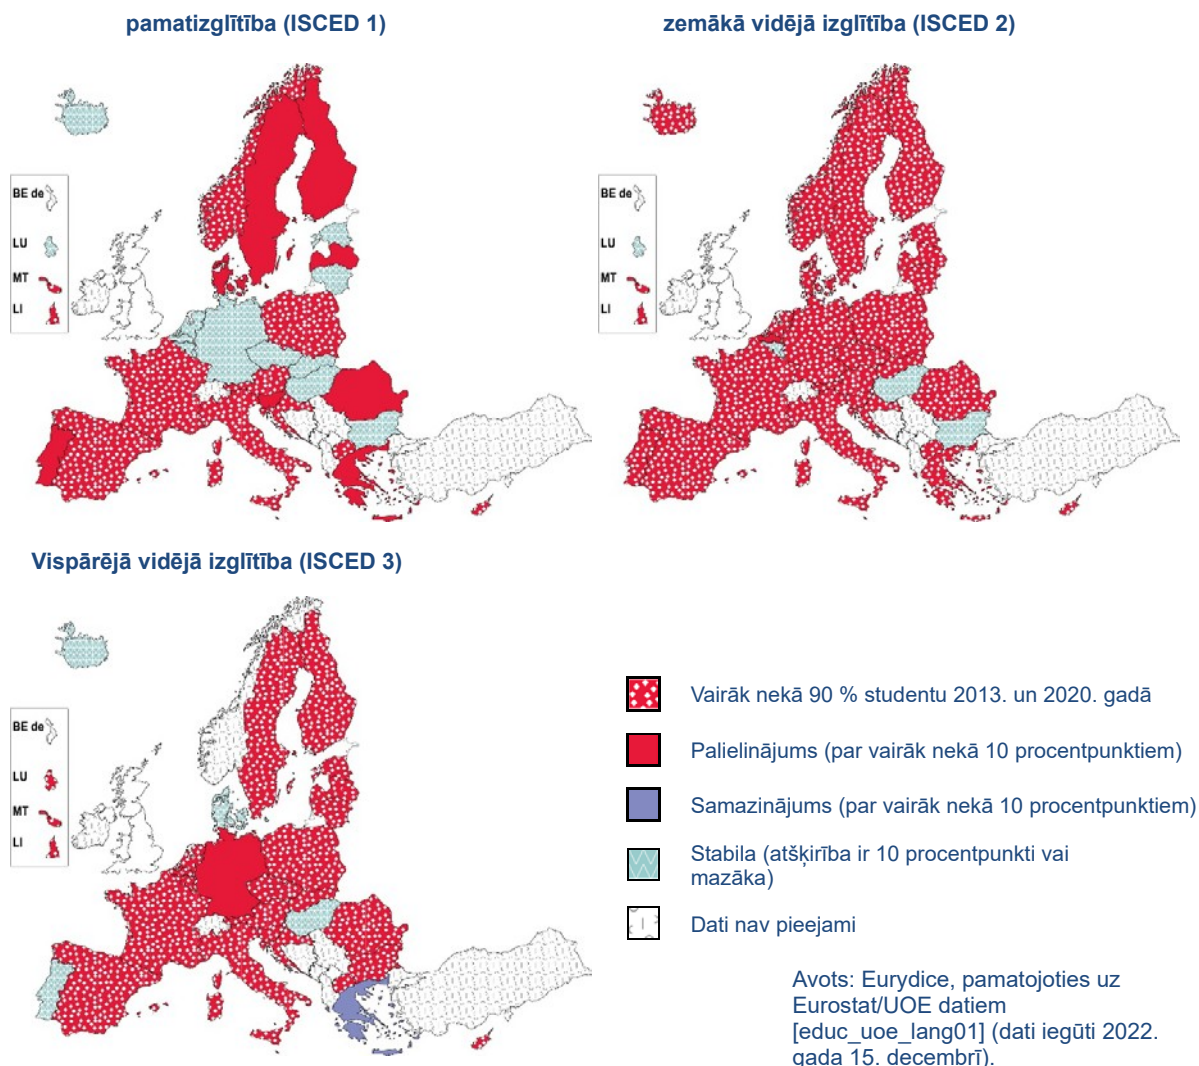 pamatizglītība (ISCED 1)
zemākā vidējā izglītība (ISCED 2)
BE de
LU
MT
LI
BE de
LU
MT
LI
Vispārējā vidējā izglītība (ISCED 3)
BE de
LU
MT
LI
Vairāk nekā 90 % studentu 2013. un 2020. gadā
Palielinājums (par vairāk nekā 10 procentpunktiem)
Samazinājums (par vairāk nekā 10 procentpunktiem)
Stabila (atšķirība ir 10 procentpunkti vai
mazāka)
Dati nav pieejami
Avots: Eurydice, pamatojoties uz
Eurostat/UOE datiem
[educ_uoe_lang01] (dati iegūti 2022.
gada 15. decembrī).